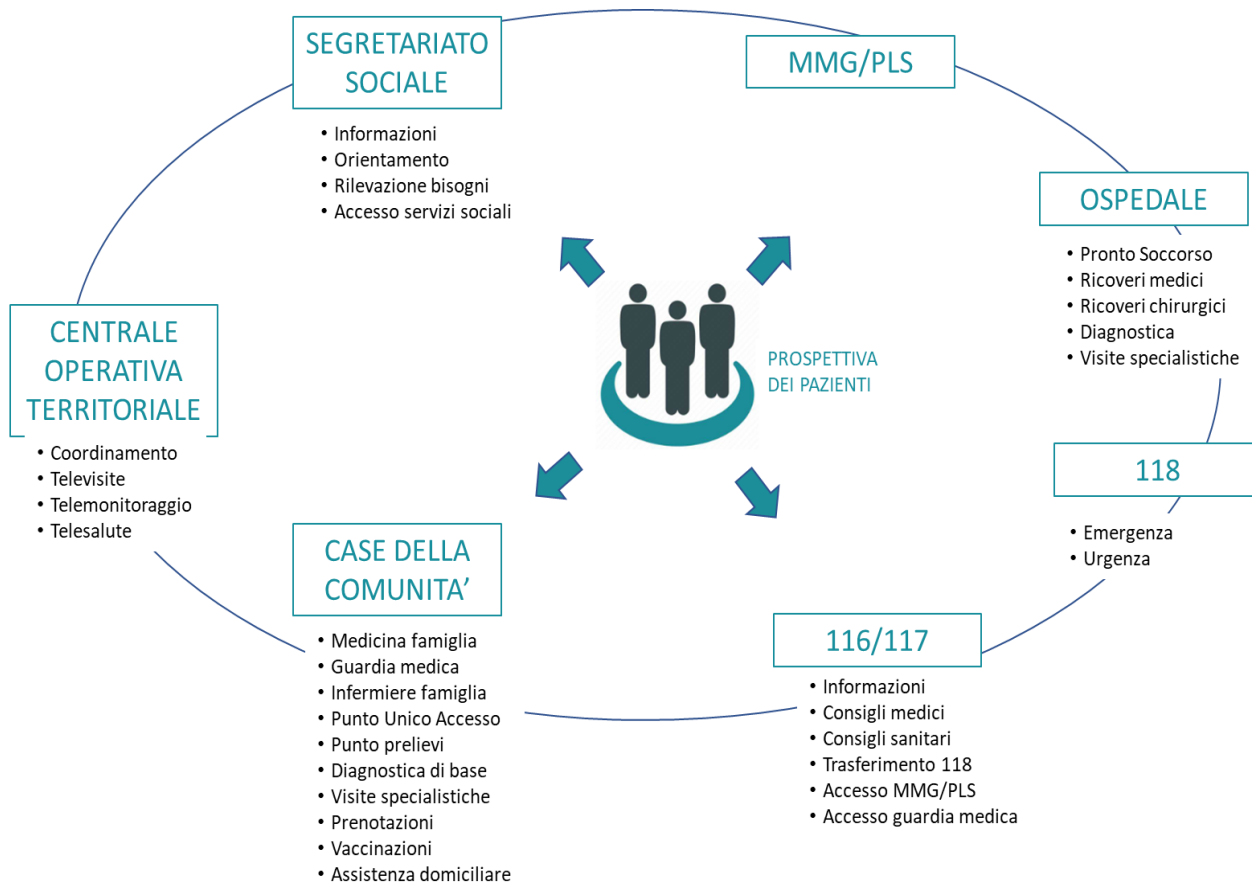 SEGRETARIATO
SOCIALE
• Informazioni
• Orientamento
• Rilevazione bisogni
• Accesso servizi sociali
MMG/PLS
OSPEDALE
• Pronto Soccorso
• Ricoveri medici
• Ricoveri chirurgici
• Diagnostica
• Visite specialistiche
PROSPETTIVA
DEI PAZIENTI
CENTRALE
OPERATIVA
TERRITORIALE
• Coordinamento
• Televisite
• Telemonitoraggio
• Telesalute
118
• Emergenza
• Urgenza
CASE DELLA
COMUNITA’
• Medicina famiglia
• Guardia medica
• Infermiere famiglia
• Punto Unico Accesso
• Punto prelievi
• Diagnostica di base
• Visite specialistiche
• Prenotazioni
• Vaccinazioni
• Assistenza domiciliare
116/117
• Informazioni
• Consigli medici
• Consigli sanitari
• Trasferimento 118
• Accesso MMG/PLS
• Accesso guardia medica